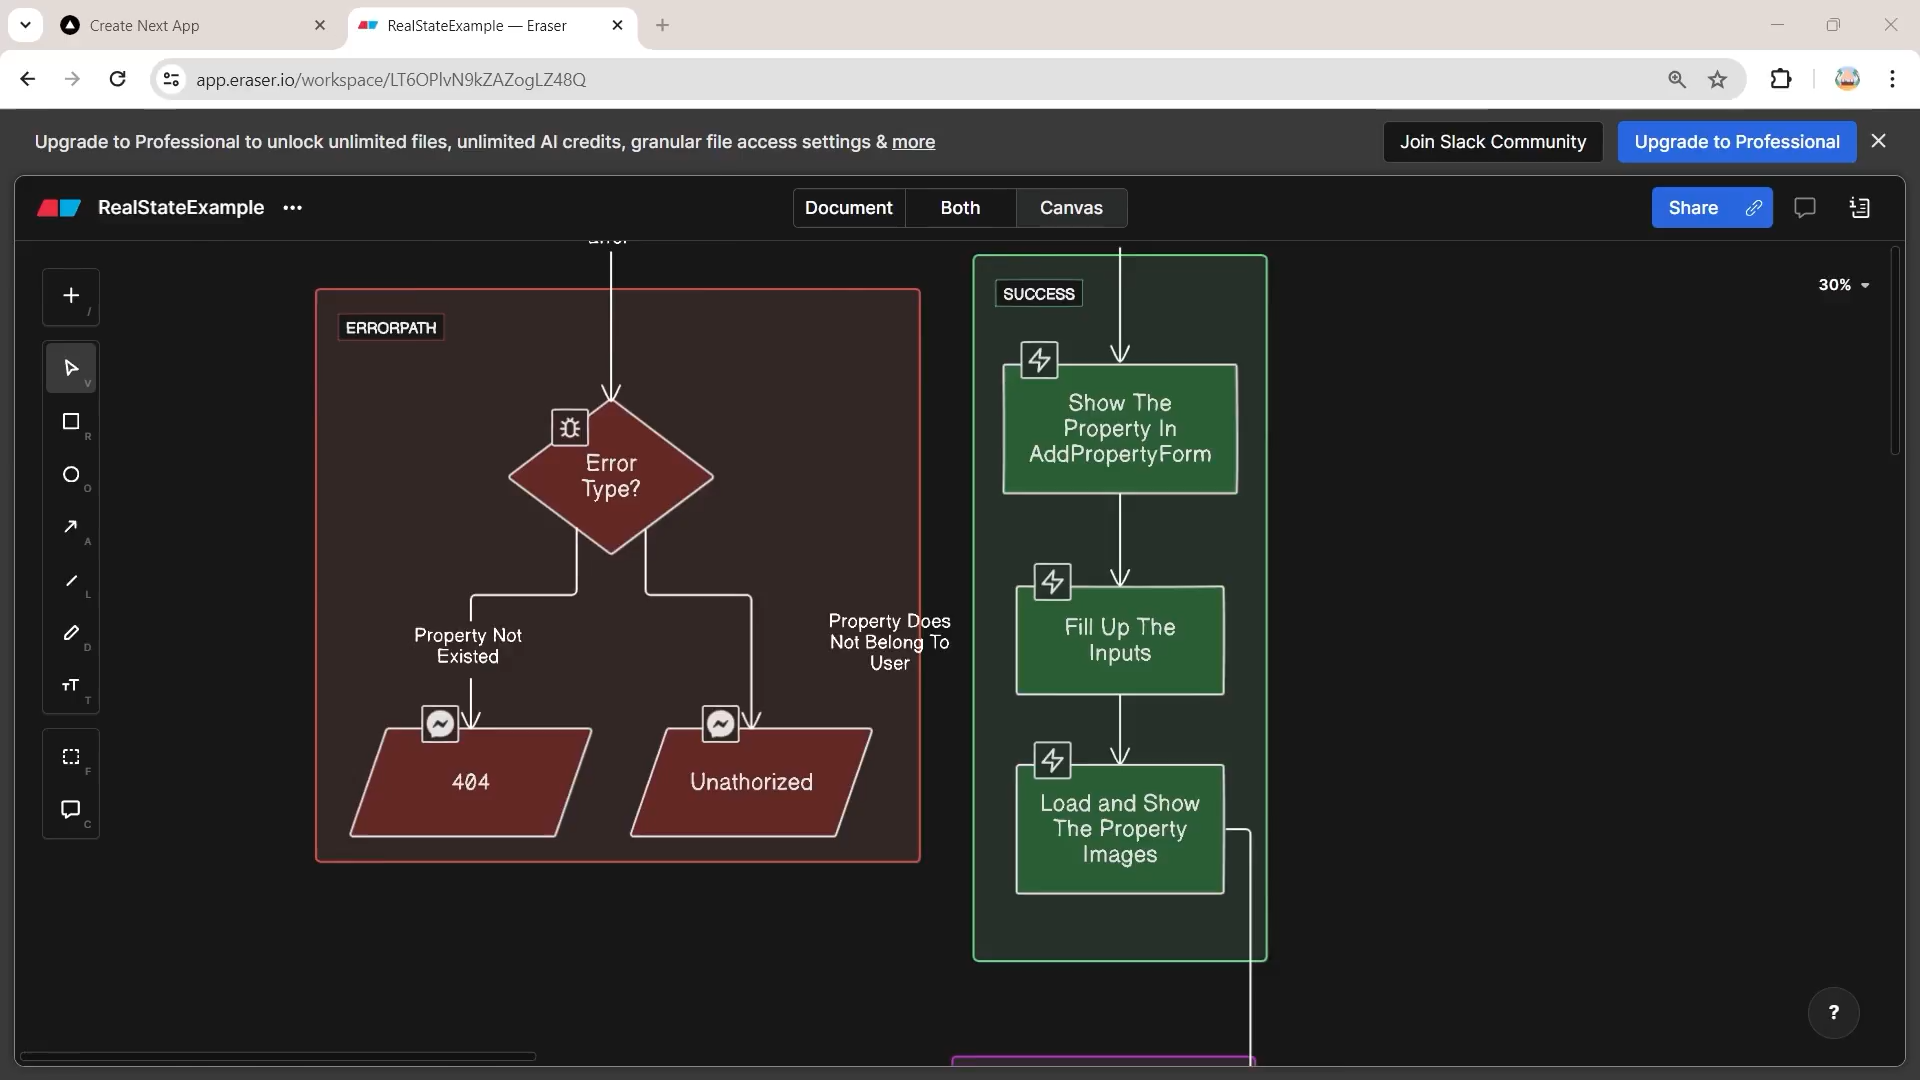 Create Next App
RealStateExample — Eraser
app.eraser.io/workspace/LT6OPlvN9kZAZogLZ48Q
Upgrade to Professional to unlock unlimited files, unlimited AI credits, granular file access settings & more
Join Slack Community
Upgrade to Professional
RealStateExample
Document
Both
Canvas
Share
30%
/
V
R
O
A
L
D
T
F
C
ERRORPATH
Error
Type?
Property Not
Existed
Property Does
Not Belong To
User
404
Unathorized
SUCCESS
Show The
Property In
AddPropertyForm
Fill Up The
Inputs
Load and Show
The Property
Images
?